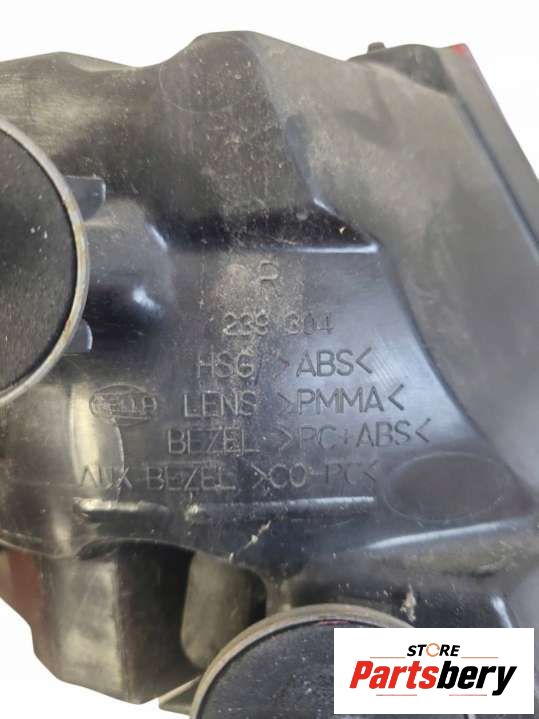 R
239 304
HSG >ABS<
HELLA LENS >PMMA<
BEZEL >PC+ABS<
AUX BEZEL >CO-PC<
STORE
Partsbery